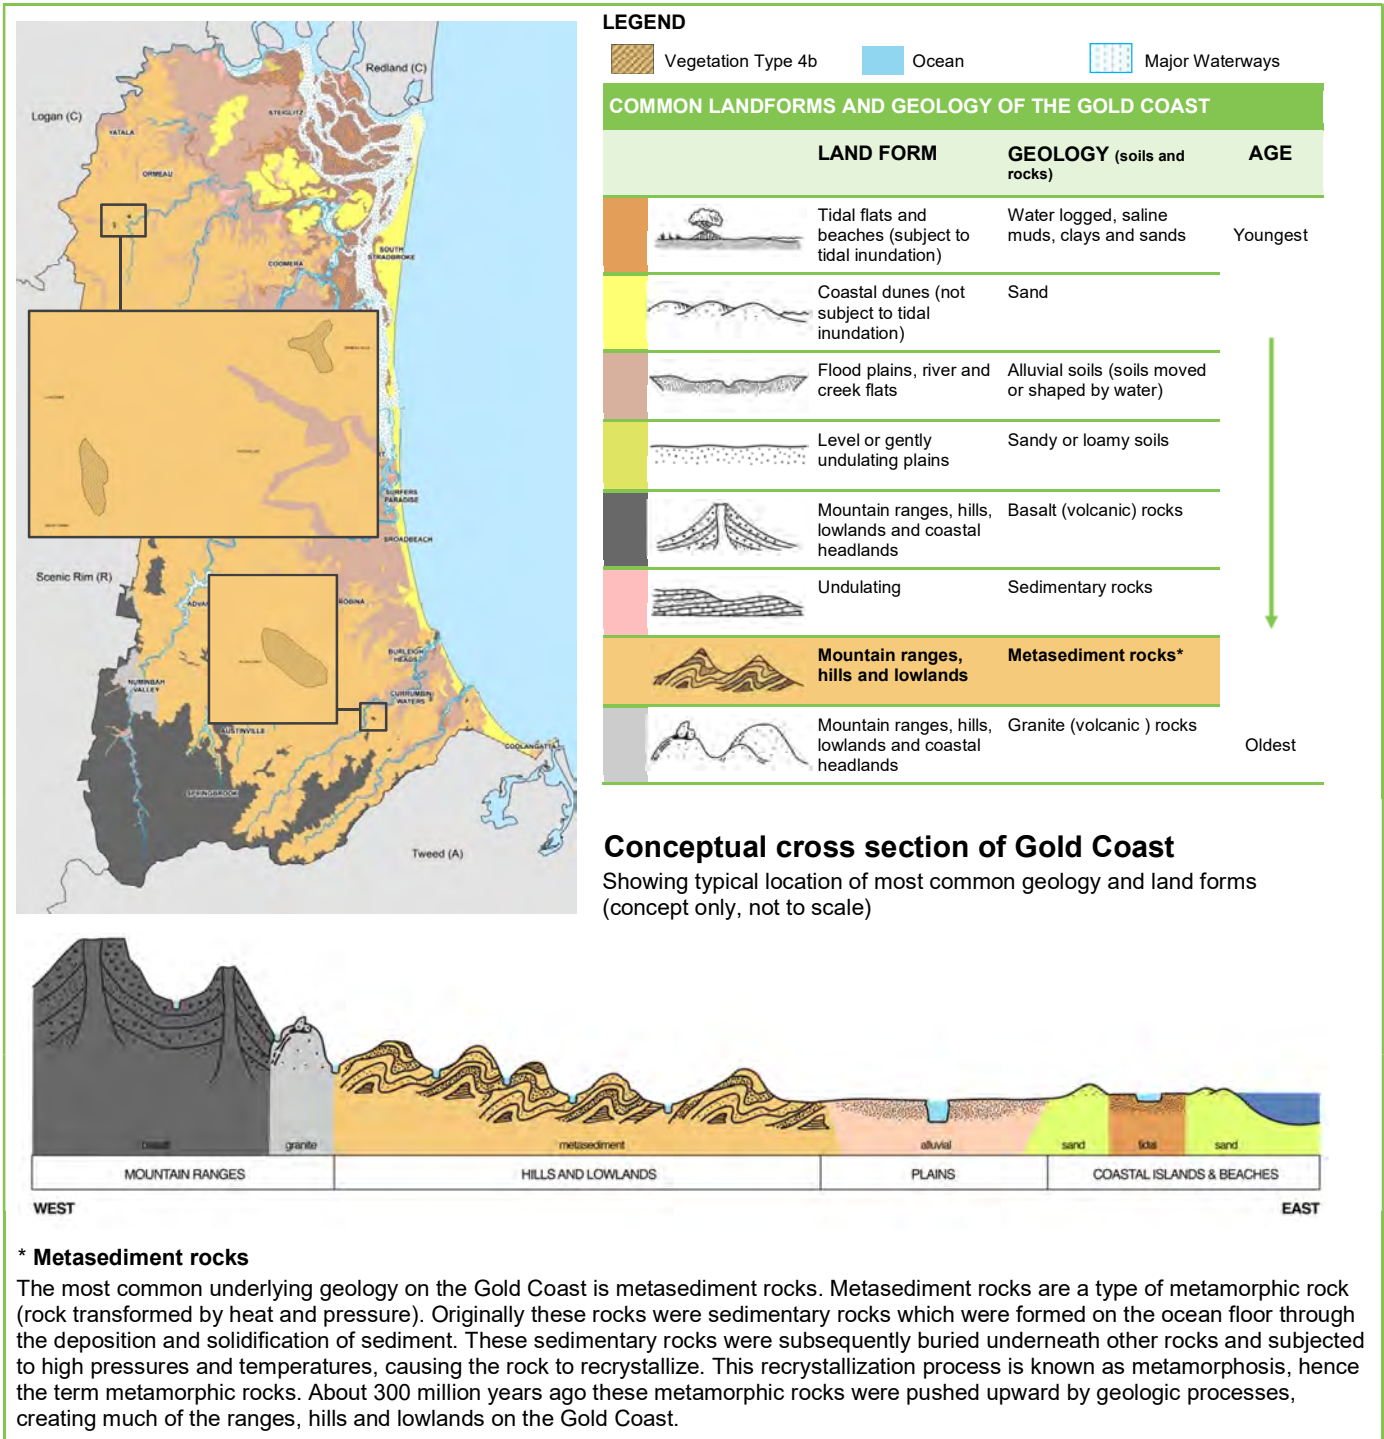 LEGEND
Vegetation Type 4b
Ocean
Major Waterways
COMMON LANDFORMS AND GEOLOGY OF THE GOLD COAST
LAND FORM
GEOLOGY (soils and
rocks)
AGE
Tidal flats and
beaches (subject to
tidal inundation)
Water logged, saline
muds, clays and sands
Youngest
Coastal dunes (not
subject to tidal
inundation)
Sand
Flood plains, river and
creek flats
Alluvial soils (soils moved
or shaped by water)
Level or gently
undulating plains
Sandy or loamy soils
Mountain ranges, hills,
lowlands and coastal
headlands
Basalt (volcanic) rocks
Undulating
Sedimentary rocks
Mountain ranges,
hills and lowlands
Metasediment rocks*
Mountain ranges, hills,
lowlands and coastal
headlands
Granite (volcanic ) rocks
Oldest
Redland (C)
Logan (C)
STEIGLITZ
YATALA
ORMEAU
SOUTH
STRADBROKE
COOMERA
SURFERS
PARADISE
BROADBEACH
Scenic Rim (R)
ADVAN
ROBINA
BURLEIGH
HEADS
NUMINBAH
VALLEY
CURRUMBIN
WATERS
AUSTINVILLE
COOLANGATTA
SPRINGBROOK
Tweed (A)
Conceptual cross section of Gold Coast
Showing typical location of most common geology and land forms
(concept only, not to scale)
basalt
granite
metasediment
alluvial
sand
tidal
sand
MOUNTAIN RANGES
HILLS AND LOWLANDS
PLAINS
COASTAL ISLANDS & BEACHES
WEST
EAST
* Metasediment rocks
The most common underlying geology on the Gold Coast is metasediment rocks. Metasediment rocks are a type of metamorphic rock
(rock transformed by heat and pressure). Originally these rocks were sedimentary rocks which were formed on the ocean floor through
the deposition and solidification of sediment. These sedimentary rocks were subsequently buried underneath other rocks and subjected
to high pressures and temperatures, causing the rock to recrystallize. This recrystallization process is known as metamorphosis, hence
the term metamorphic rocks. About 300 million years ago these metamorphic rocks were pushed upward by geologic processes,
creating much of the ranges, hills and lowlands on the Gold Coast.